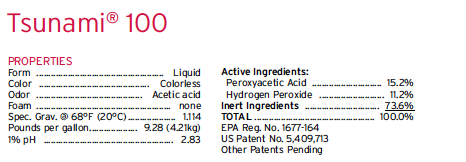 Tsunami® 100
PROPERTIES
Form .................................................. Liquid
Color .............................................. Colorless
Odor ......................................... Acetic acid
Foam .................................................. none
Spec. Grav. @ 68°F (20°C) .................. 1.114
Pounds per gallon .................. 9.28 (4.21kg)
1% pH .................................................. 2.83
Active Ingredients:
Peroxyacetic Acid ........................... 15.2%
Hydrogen Peroxide ......................... 11.2%
Inert Ingredients ............................. 73.6%
TOTAL ............................................. 100.0%
EPA Reg. No. 1677-164
US Patent No. 5,409,713
Other Patents Pending